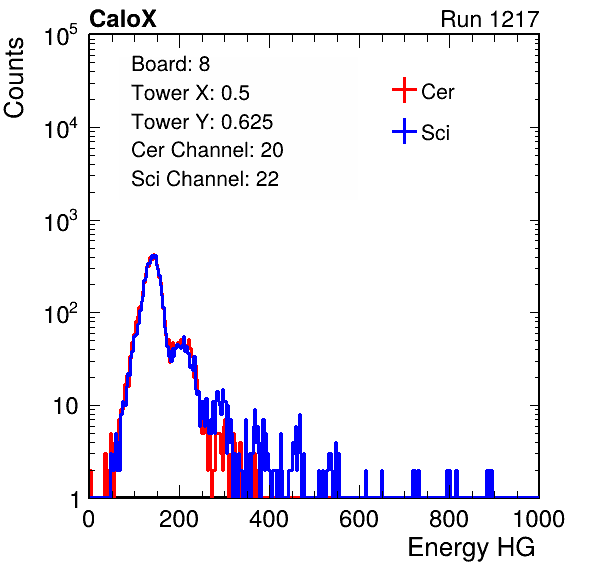 CaloX Run 1217
Board: 8
Tower X: 0.5
Tower Y: 0.625
Cer Channel: 20
Sci Channel: 22
Cer
Sci
Counts
10^5
10^4
10^3
10^2
10
1
0 200 400 600 800 1000
Energy HG